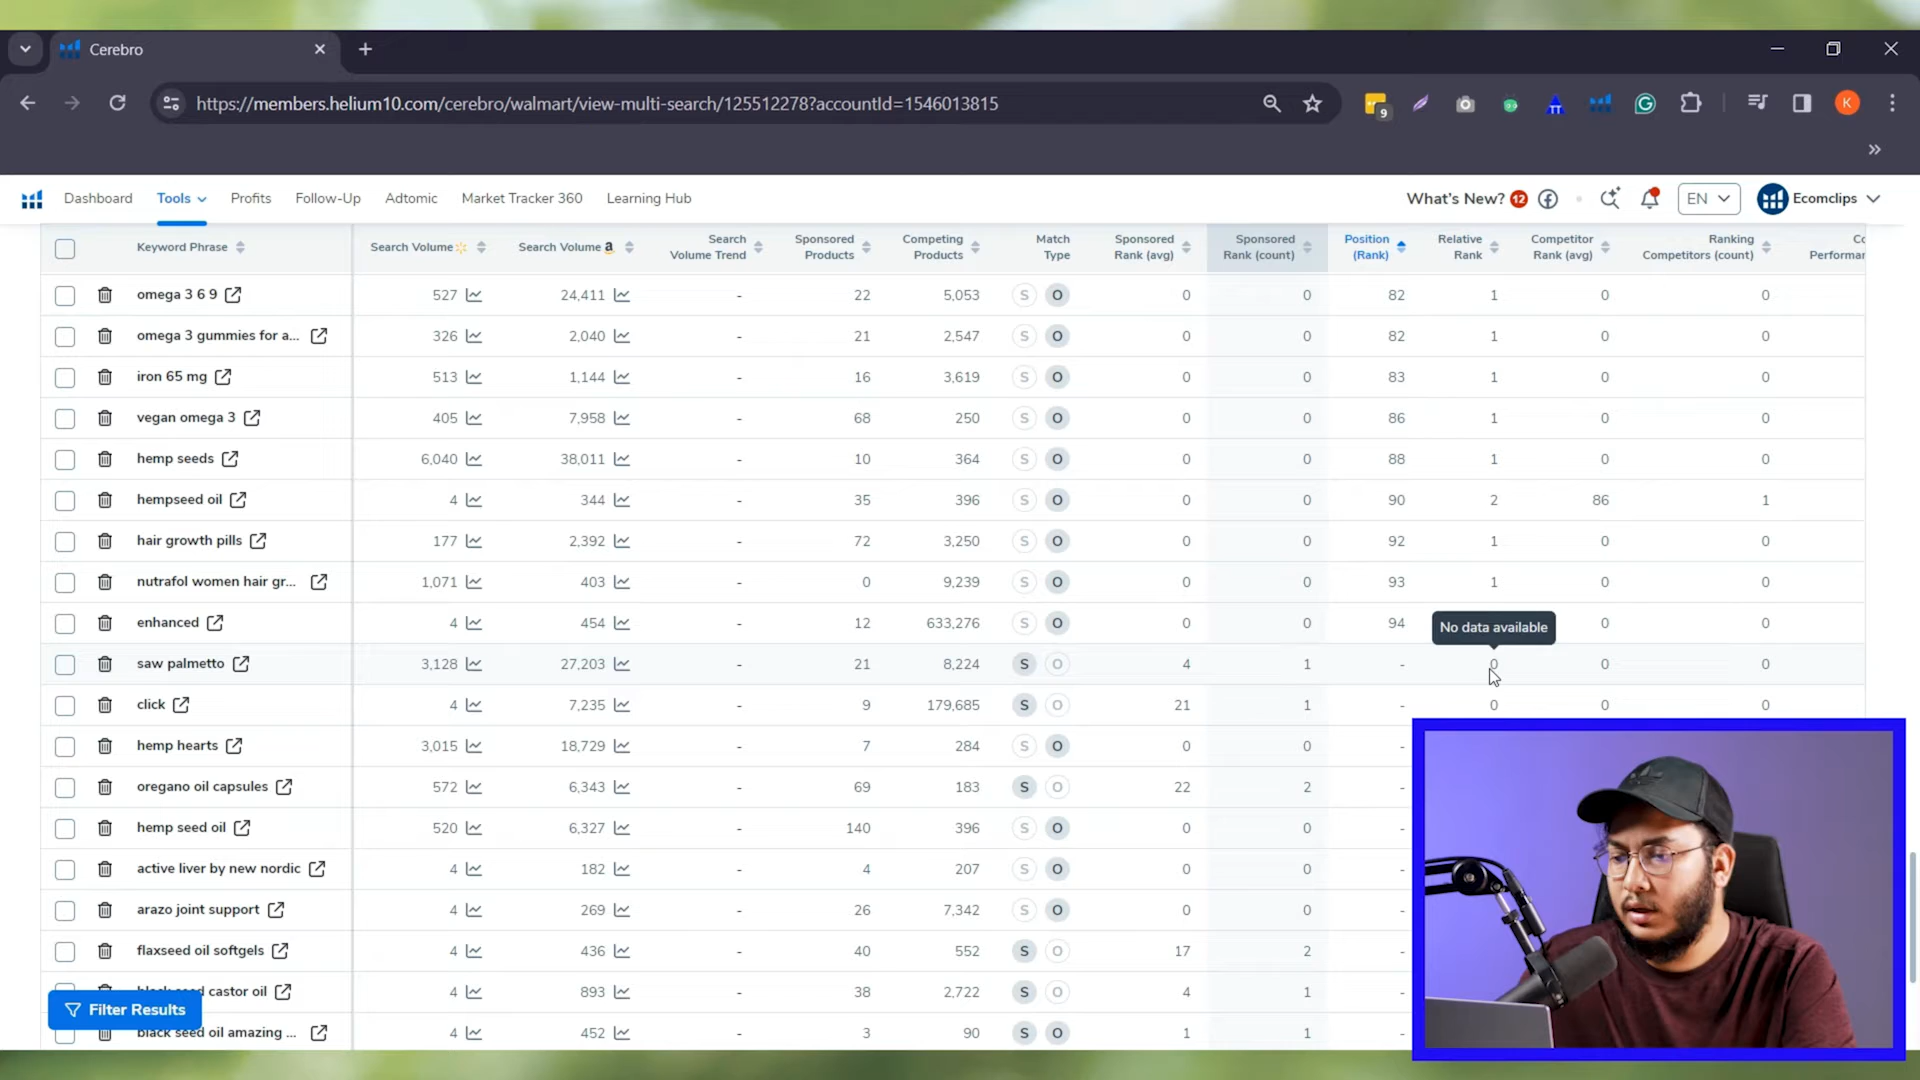 Cerebro
https://members.helium10.com/cerebro/walmart/view-multi-search/125512278?accountId=1546013815
9
K
Dashboard Tools Profits Follow-Up Adtomic Market Tracker 360 Learning Hub What's New? 12 EN Ecomclips
Keyword Phrase Search Volume Search Volume a Search Volume Trend Sponsored Products Competing Products Match Type Sponsored Rank (avg) Sponsored Rank (count) Position (Rank) Relative Rank Competitor Rank (avg) Ranking Competitors (count) Cc Performar
omega 3 6 9 527 24,411 - 22 5,053 S O 0 0 82 1 0 0
omega 3 gummies for a... 326 2,040 - 21 2,547 S O 0 0 82 1 0 0
iron 65 mg 513 1,144 - 16 3,619 S O 0 0 83 1 0 0
vegan omega 3 405 7,958 - 68 250 S O 0 0 86 1 0 0
hemp seeds 6,040 38,011 - 10 364 S O 0 0 88 1 0 0
hempseed oil 4 344 - 35 396 S O 0 0 90 2 86 1
hair growth pills 177 2,392 - 72 3,250 S O 0 0 92 1 0 0
nutrafol women hair gr... 1,071 403 - 0 9,239 S O 0 0 93 1 0 0
enhanced 4 454 - 12 633,276 S O 0 0 94 No data available 0 0
saw palmetto 3,128 27,203 - 21 8,224 S O 4 1 - 0 0 0
click 4 7,235 - 9 179,685 S O 21 1 - 0 0 0
hemp hearts 3,015 18,729 - 7 284 S O 0 0 -
oregano oil capsules 572 6,343 - 69 183 S O 22 2 -
hemp seed oil 520 6,327 - 140 396 S O 0 0 -
active liver by new nordic 4 182 - 4 207 S O 0 0 -
arazo joint support 4 269 - 26 7,342 S O 0 0 -
flaxseed oil softgels 4 436 - 40 552 S O 17 2 -
castor oil 4 893 - 38 2,722 S O 4 1 -
Filter Results
black seed oil amazing ... 4 452 - 3 90 S O 1 1 -